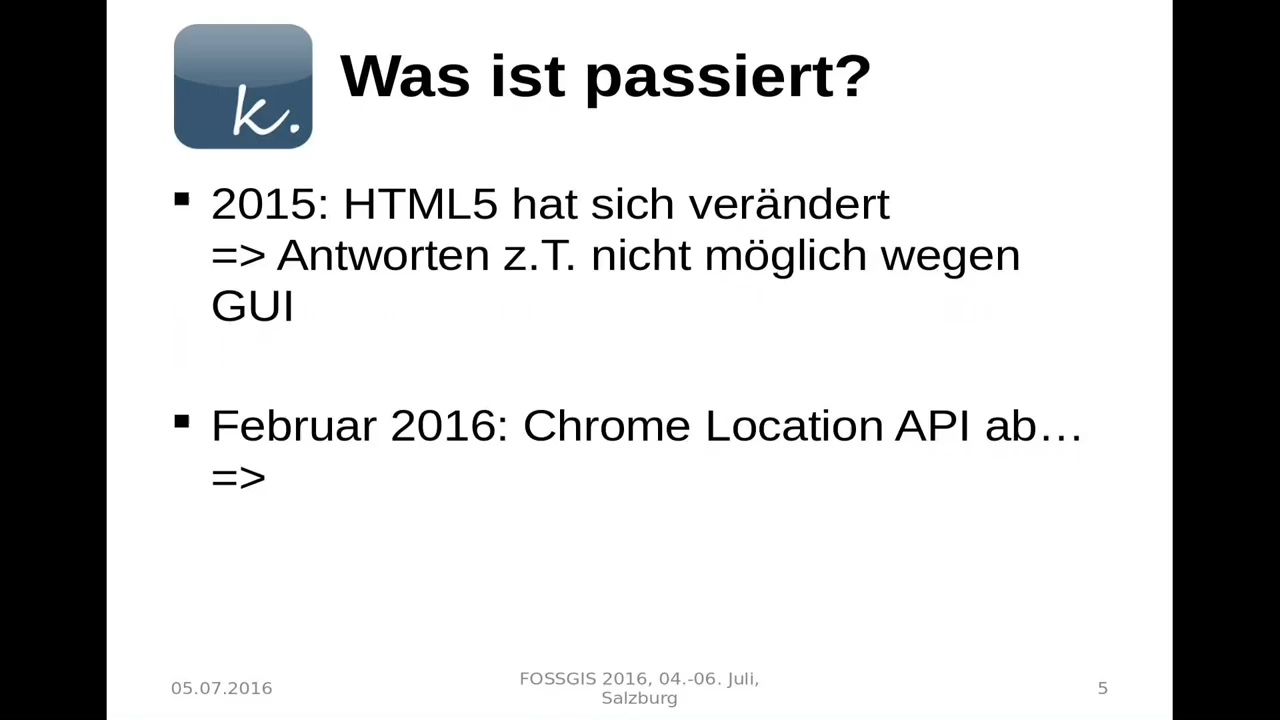 k.
Was ist passiert?
▪ 2015: HTML5 hat sich verändert
=> Antworten z.T. nicht möglich wegen
GUI
▪ Februar 2016: Chrome Location API ab…
=>
05.07.2016
FOSSGIS 2016, 04.-06. Juli,
Salzburg
5